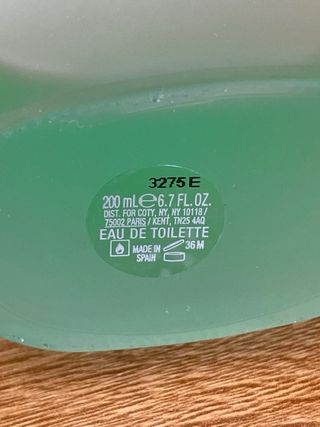 3275E
200 mL℮6.7 FL.OZ.
DIST. FOR COTY, NY, NY 10118 /
75002 PARIS / KENT, TN25 4AQ
EAU DE TOILETTE
MADE IN
SPAIN
36 M